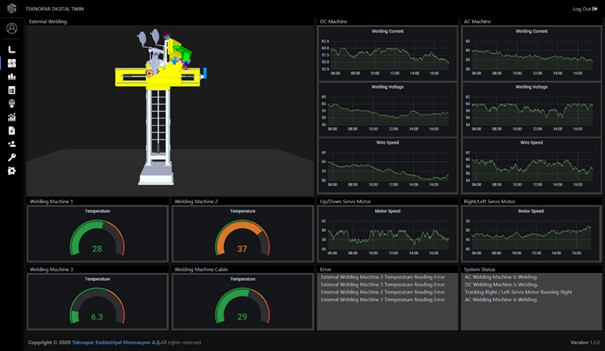 TEKNOPAR DIGITAL TWIN
Log Out
External Welding
DC Machine
AC Machine
Welding Current
Welding Current
06:00 08:00 10:00 12:00 14:00 16:00
06:00 08:00 10:00 12:00 14:00 16:00
Welding Voltage
Welding Voltage
06:00 08:00 10:00 12:00 14:00 16:00
06:00 08:00 10:00 12:00 14:00 16:00
Wire Speed
Wire Speed
06:00 08:00 10:00 12:00 14:00 16:00
06:00 08:00 10:00 12:00 14:00 16:00
Welding Machine 1
Welding Machine 2
Up/Down Servo Motor
Right/Left Servo Motor
Temperature
Temperature
Motor Speed
Motor Speed
28
37
06:00 08:00 10:00 12:00 14:00 16:00
06:00 08:00 10:00 12:00 14:00 16:00
Welding Machine 3
Welding Machine Cabin
Error
System Status
Temperature
Temperature
6.3
29
External Welding Machine 2 Temperature Reading Error
External Welding Machine 3 Temperature Reading Error
External Welding Machine 2 Temperature Reading Error
External Welding Machine 1 Temperature Reading Error
AC Welding Machine Is Welding.
DC Welding Machine Is Welding.
Tracking Right / Left Servo Motor Running Right
AC Welding Machine Is Welding.
Copyright © 2020 Teknopar Endüstriyel Otomasyon A.Ş. All rights reserved.
Version 1.0.0